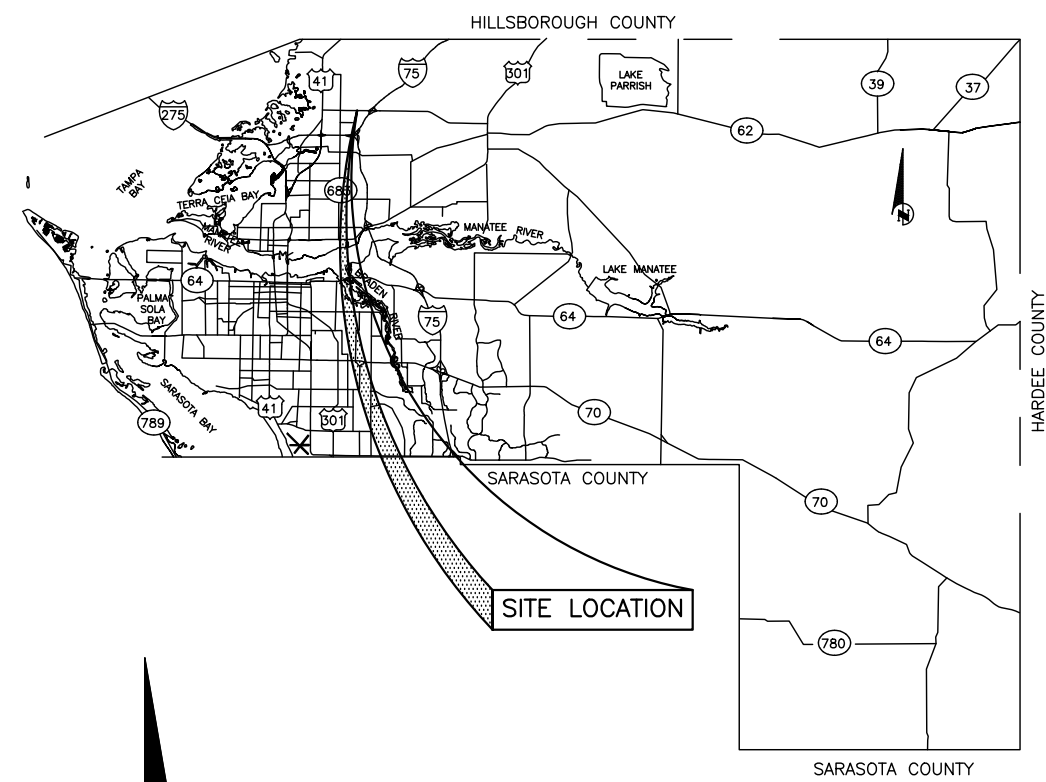 HILLSBOROUGH COUNTY
41
75
301
LAKE
PARRISH
39
37
275
62
TAMPA
BAY
TERRA CEIA BAY
683
N
MANATEE
RIVER
MANATEE RIVER
LAKE MANATEE
64
BRADEN RIVER
PALMA
SOLA
BAY
75
64
64
HARDEE COUNTY
SARASOTA BAY
41
301
70
789
SARASOTA COUNTY
70
SITE LOCATION
780
SARASOTA COUNTY